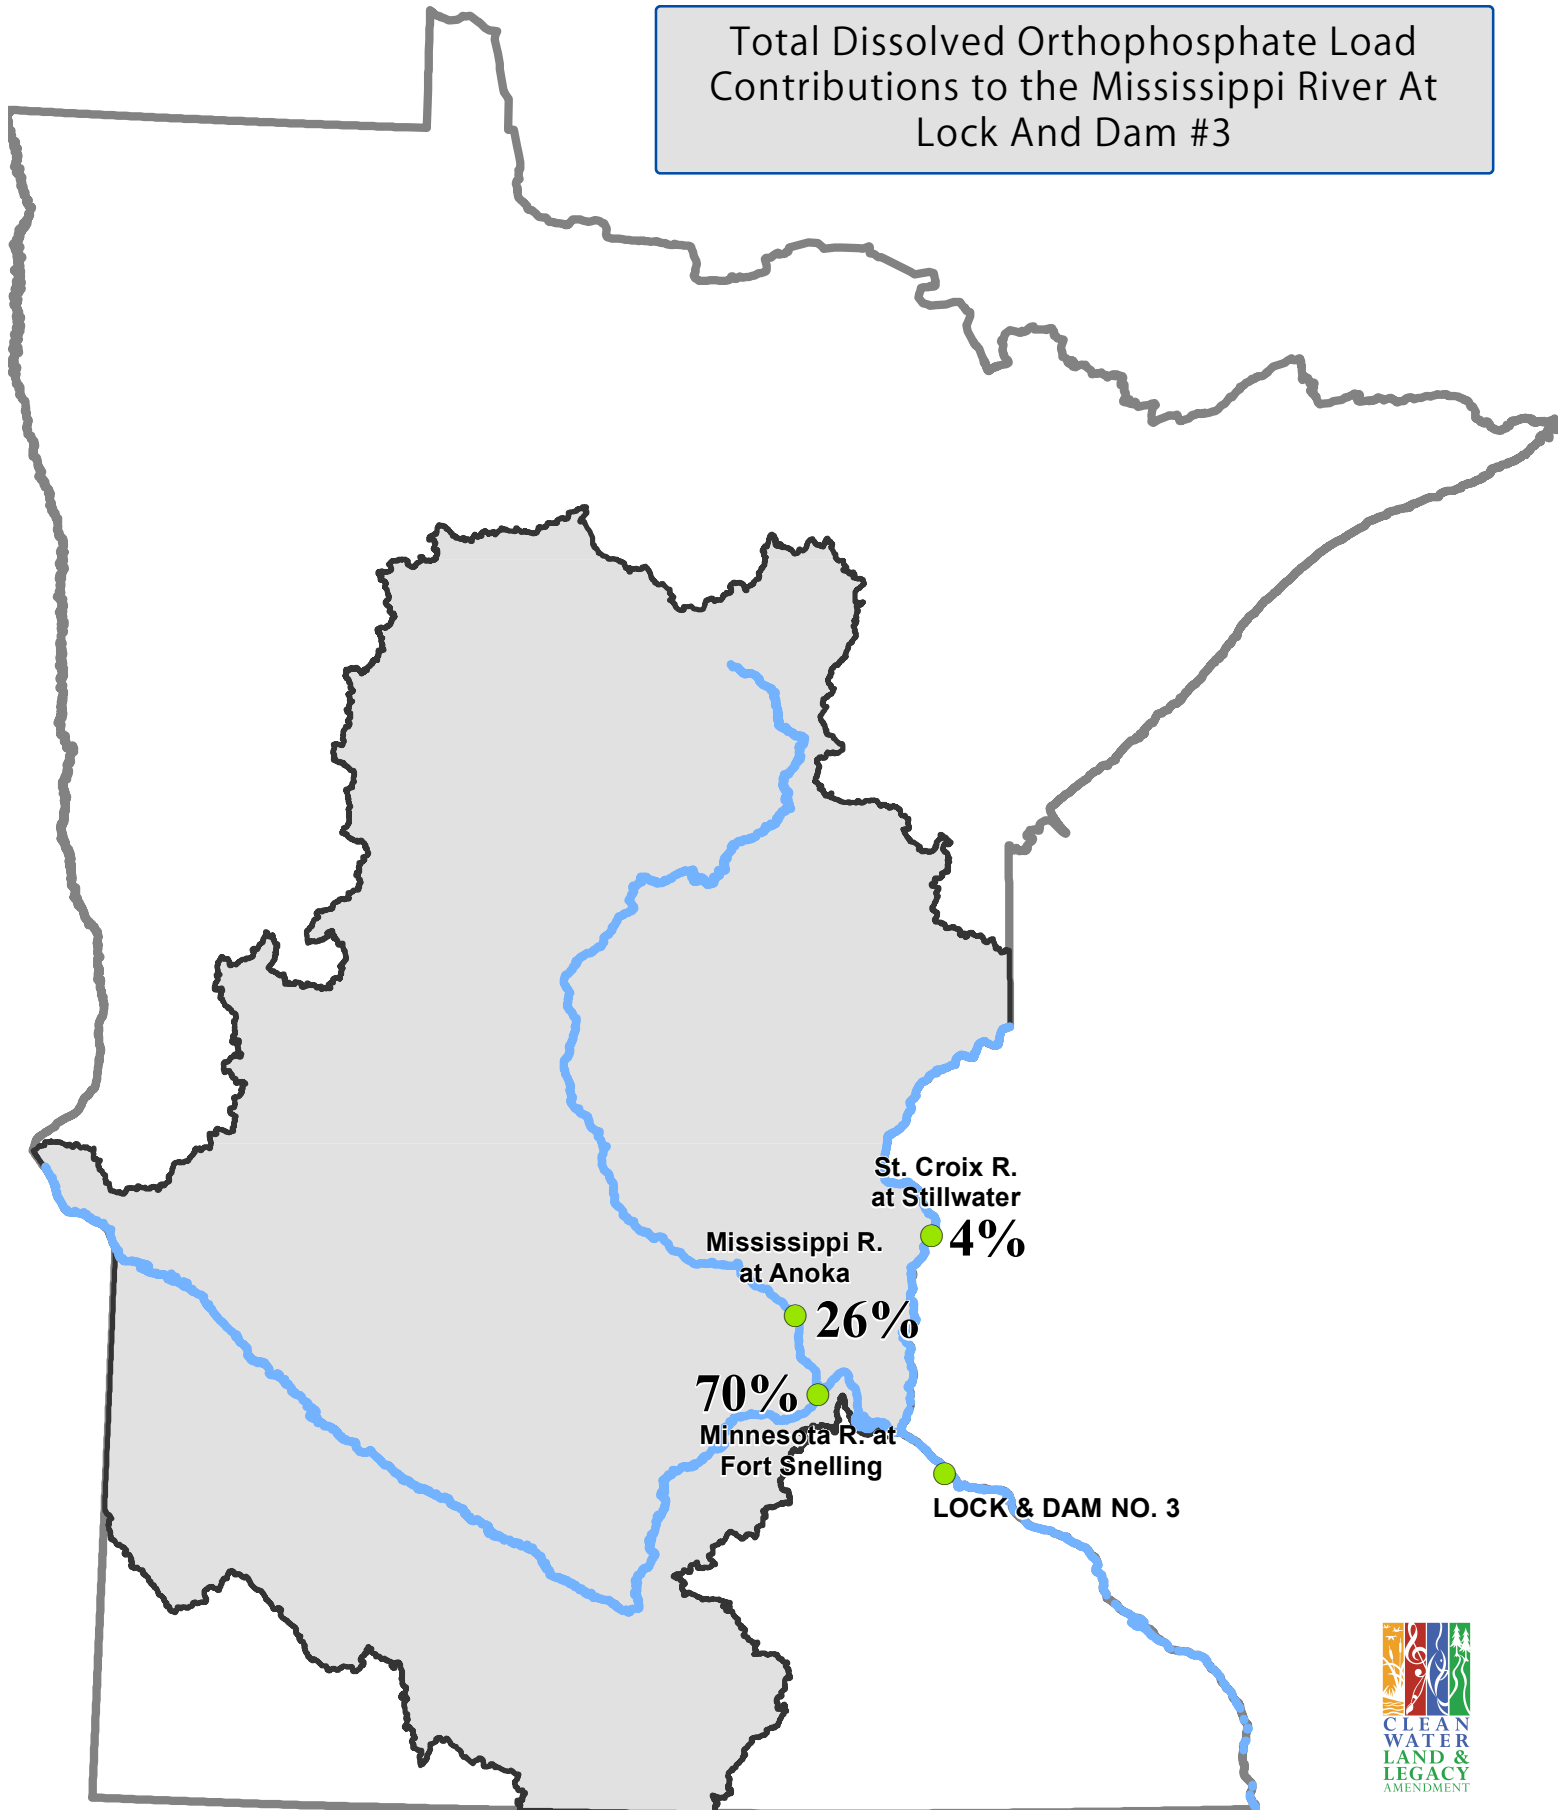 Total Dissolved Orthophosphate Load
Contributions to the Mississippi River At
Lock And Dam #3
St. Croix R.
at Stillwater
4%
Mississippi R.
at Anoka
26%
70%
Minnesota R. at
Fort Snelling
LOCK & DAM NO. 3
CLEAN
WATER
LAND &
LEGACY
AMENDMENT